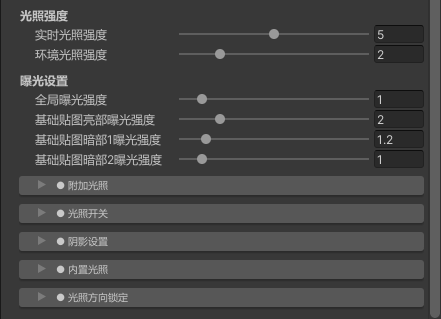 光照强度
实时光照强度 5
环境光照强度 2
曝光设置
全局曝光强度 1
基础贴图亮部曝光强度 2
基础贴图暗部1曝光强度 1.2
基础贴图暗部2曝光强度 1
附加光照
光照开关
阴影设置
内置光照
光照方向锁定